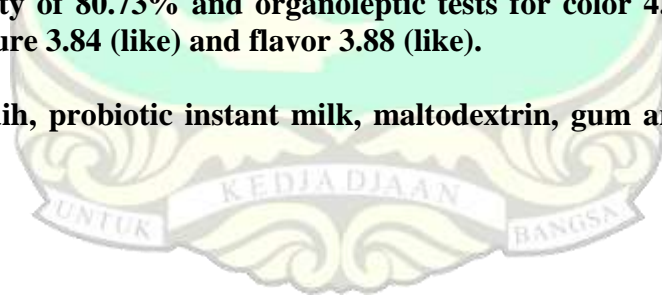 ty of 80.73% and organoleptic tests for color 4.
ure 3.84 (like) and flavor 3.88 (like).
ih, probiotic instant milk, maltodextrin, gum a
KEDJADJAAN
UNTUK
BANGSA